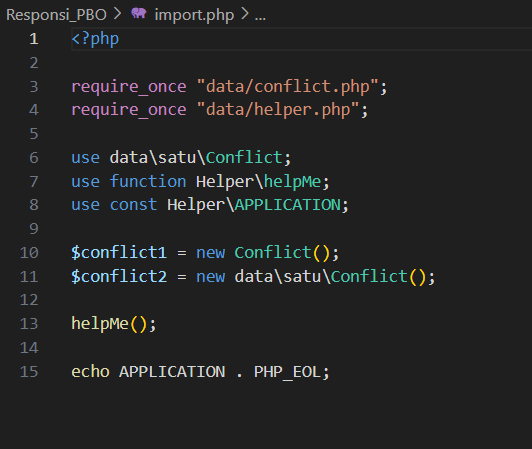 Responsi_PBO > import.php > ...
1 <?php
2
3 require_once "data/conflict.php";
4 require_once "data/helper.php";
5
6 use data\satu\Conflict;
7 use function Helper\helpMe;
8 use const Helper\APPLICATION;
9
10 $conflict1 = new Conflict();
11 $conflict2 = new data\satu\Conflict();
12
13 helpMe();
14
15 echo APPLICATION . PHP_EOL;